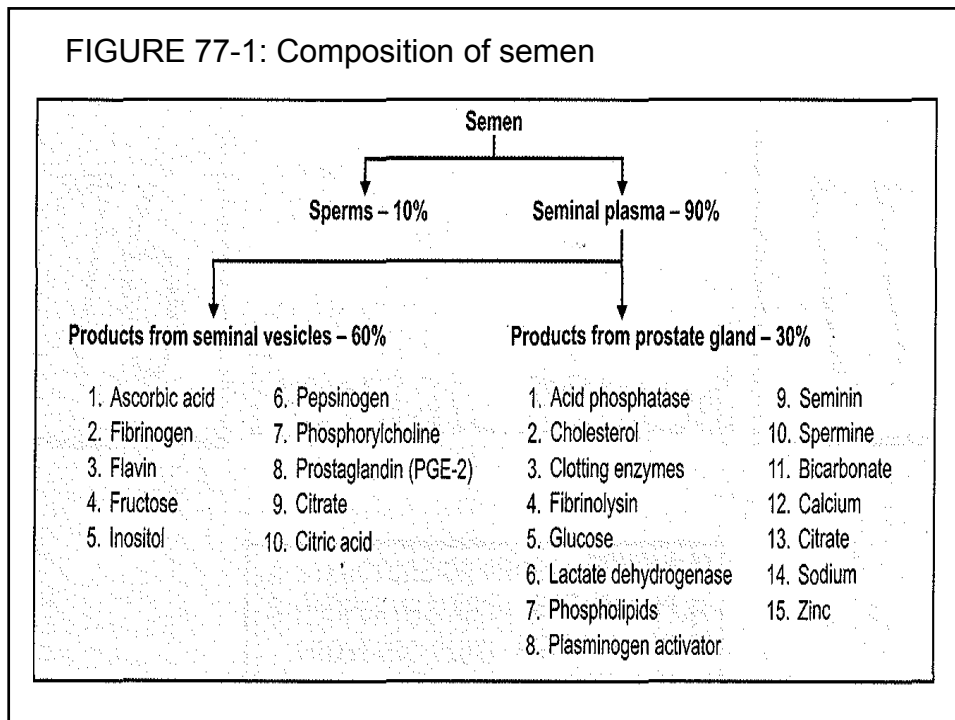 FIGURE 77-1: Composition of semen
Semen
Sperms – 10%
Seminal plasma – 90%
Products from seminal vesicles – 60%
1. Ascorbic acid
2. Fibrinogen
3. Flavin
4. Fructose
5. Inositol
6. Pepsinogen
7. Phosphorylcholine
8. Prostaglandin (PGE-2)
9. Citrate
10. Citric acid
Products from prostate gland – 30%
1. Acid phosphatase
2. Cholesterol
3. Clotting enzymes
4. Fibrinolysin
5. Glucose
6. Lactate dehydrogenase
7. Phospholipids
8. Plasminogen activator
9. Seminin
10. Spermine
11. Bicarbonate
12. Calcium
13. Citrate
14. Sodium
15. Zinc